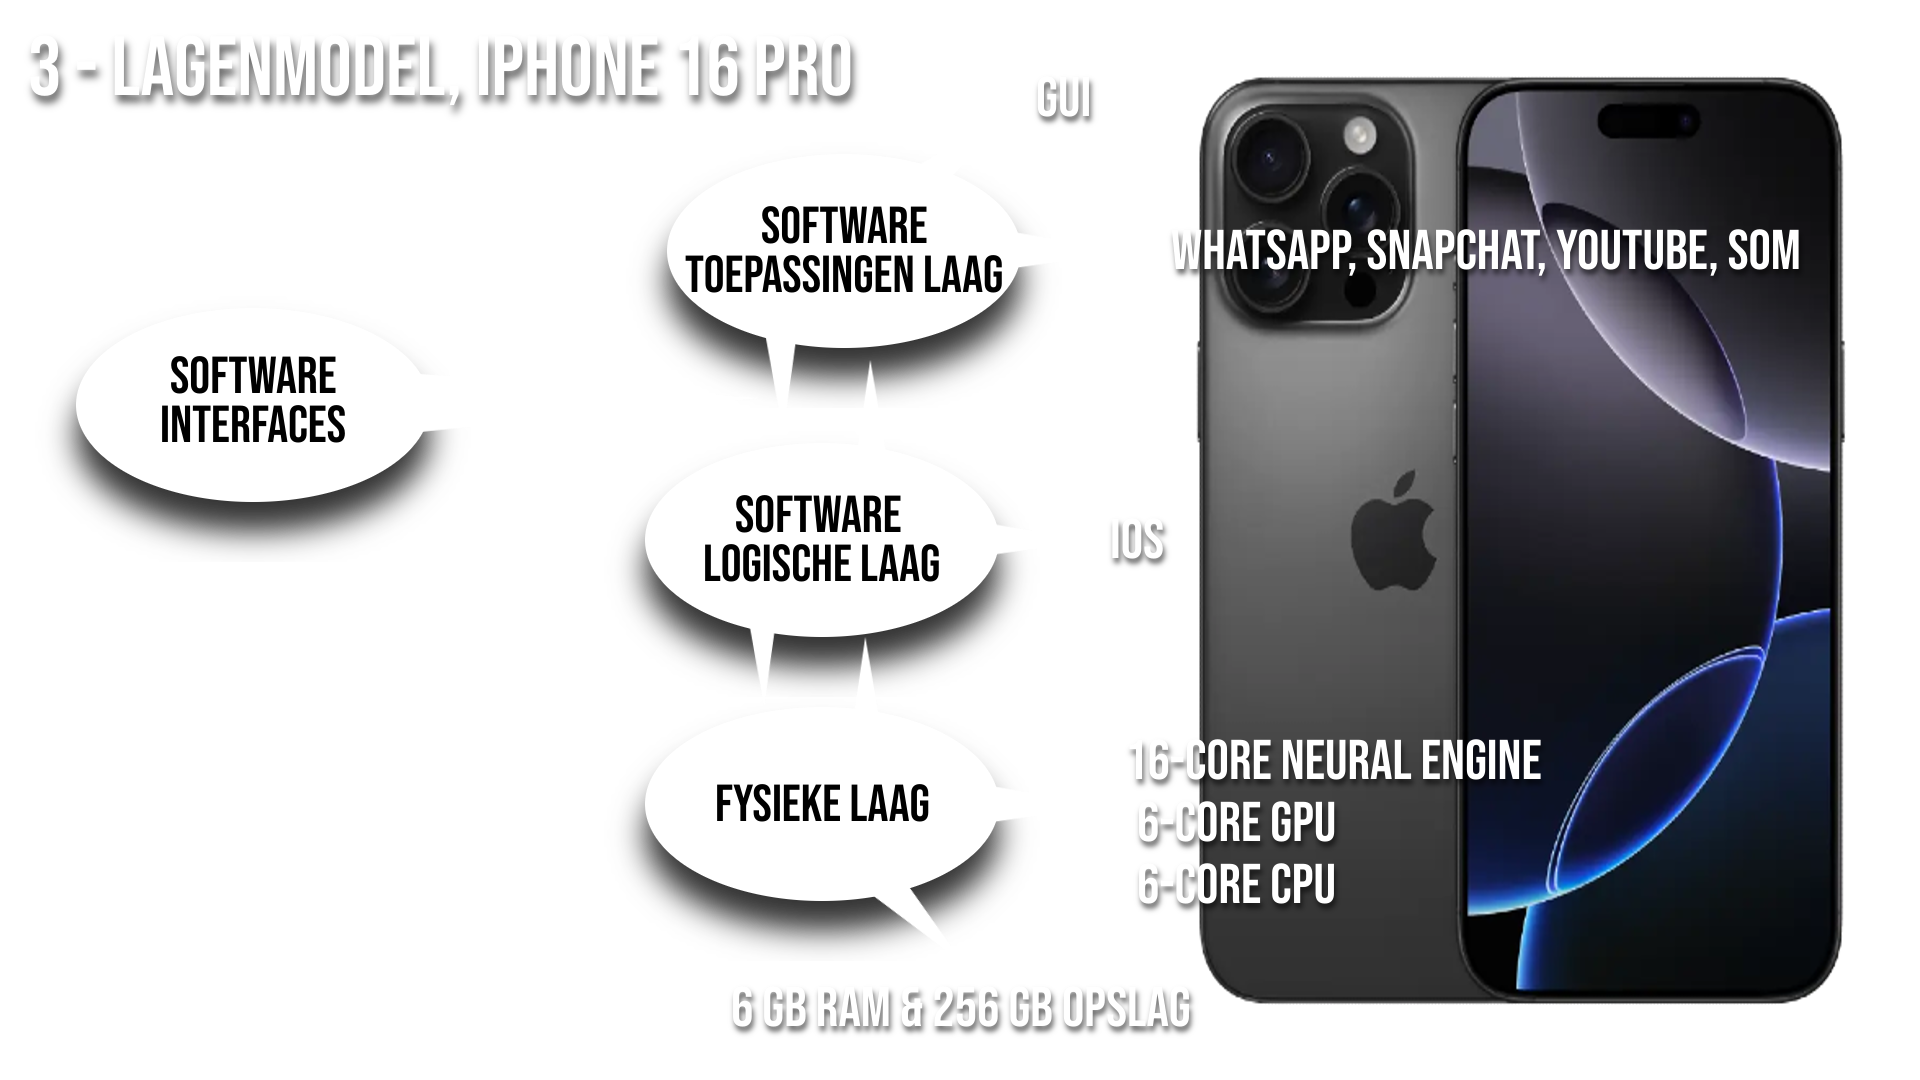 3 - LAGENMODEL, IPHONE 16 PRO
GUI
SOFTWARE
TOEPASSINGEN LAAG
WHATSAPP, SNAPCHAT, YOUTUBE, SOM
SOFTWARE
INTERFACES
SOFTWARE
LOGISCHE LAAG
IOS
FYSIEKE LAAG
16-CORE NEURAL ENGINE
6-CORE GPU
6-CORE CPU
6 GB RAM & 256 GB OPSLAG